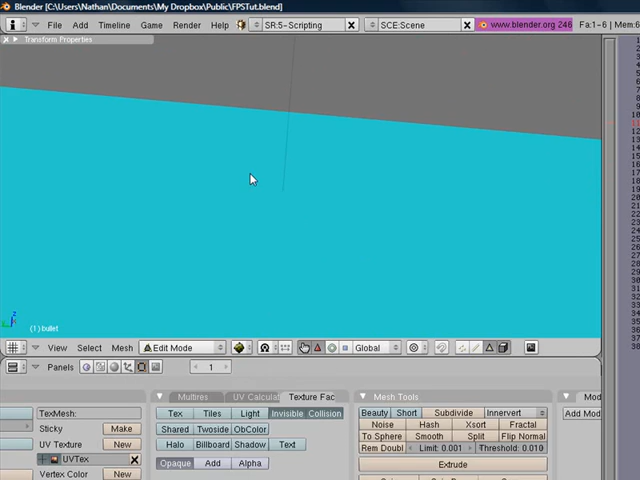 Blender [C:\Users\Nathan\Documents\My Dropbox\Public\FPSTut.blend]
File Add Timeline Game Render Help SR:5-Scripting SCE:Scene www.blender.org 246 Fa:1-6 | Mem:6
Transform Properties
(1) bullet
View Select Mesh Edit Mode Global
Panels 1
Multires UV Calculat Texture Fac Mesh Tools Mod
TexMesh: Tex Tiles Light Invisible Collision Beauty Short Subdivide Innervert Add Mod
Sticky Make Shared Twoside ObColor Noise Hash Xsort Fractal
UV Texture New Halo Billboard Shadow Text To Sphere Smooth Split Flip Normal
UVTex Opaque Add Alpha Rem Doubl Limit: 0.001 Threshold: 0.010
Vertex Color New Extrude